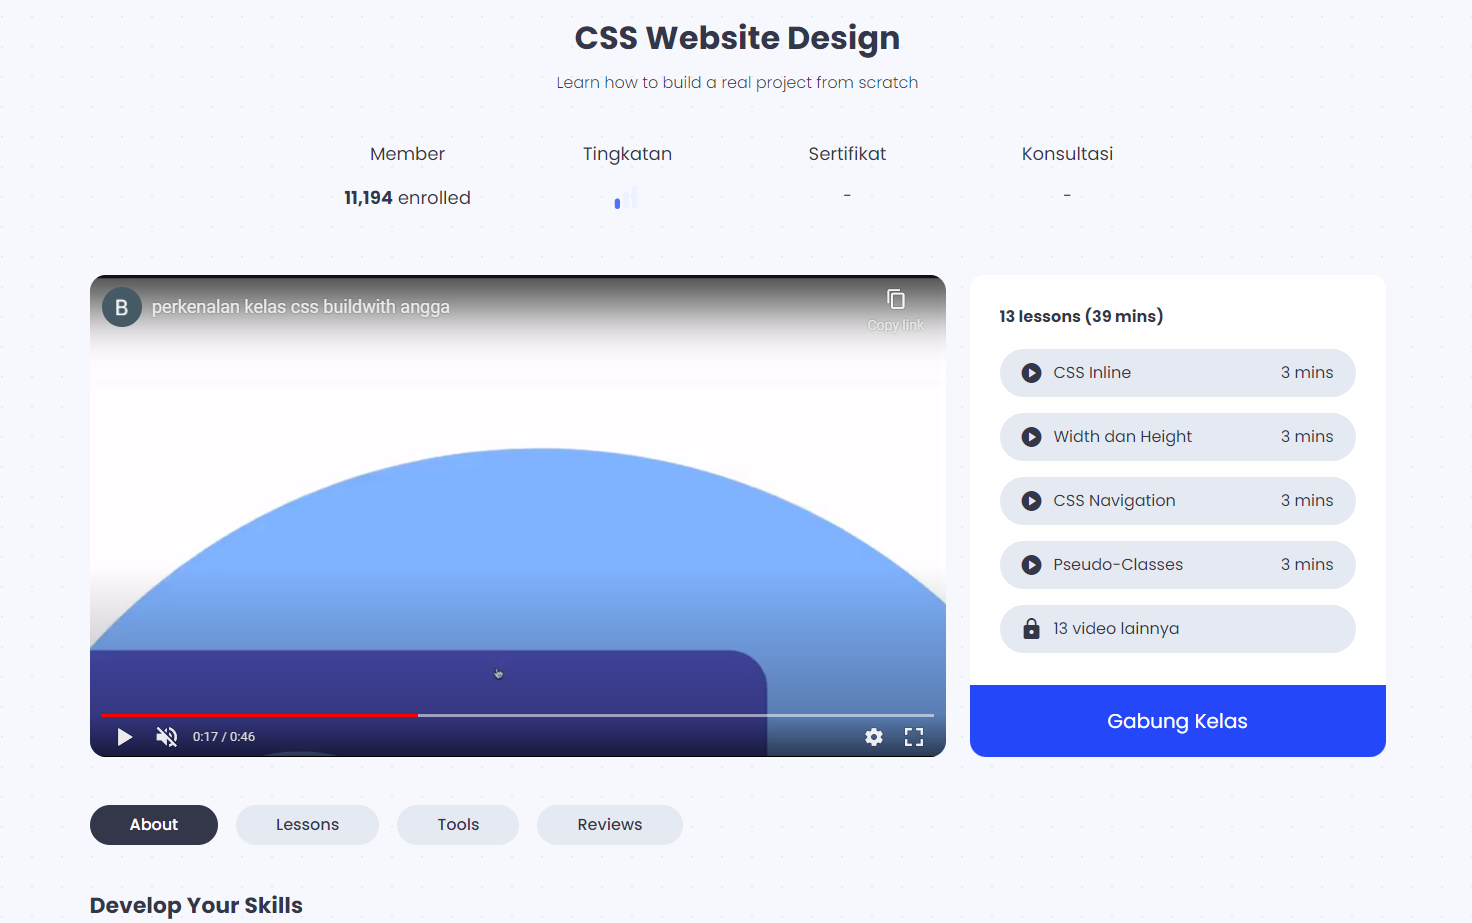 CSS Website Design
Learn how to build a real project from scratch
Member
11,194 enrolled
Tingkatan
Sertifikat
-
Konsultasi
-
B perkenalan kelas css buildwith angga
Copy link
0:17 / 0:46
13 lessons (39 mins)
CSS Inline 3 mins
Width dan Height 3 mins
CSS Navigation 3 mins
Pseudo-Classes 3 mins
13 video lainnya
Gabung Kelas
About Lessons Tools Reviews
Develop Your Skills